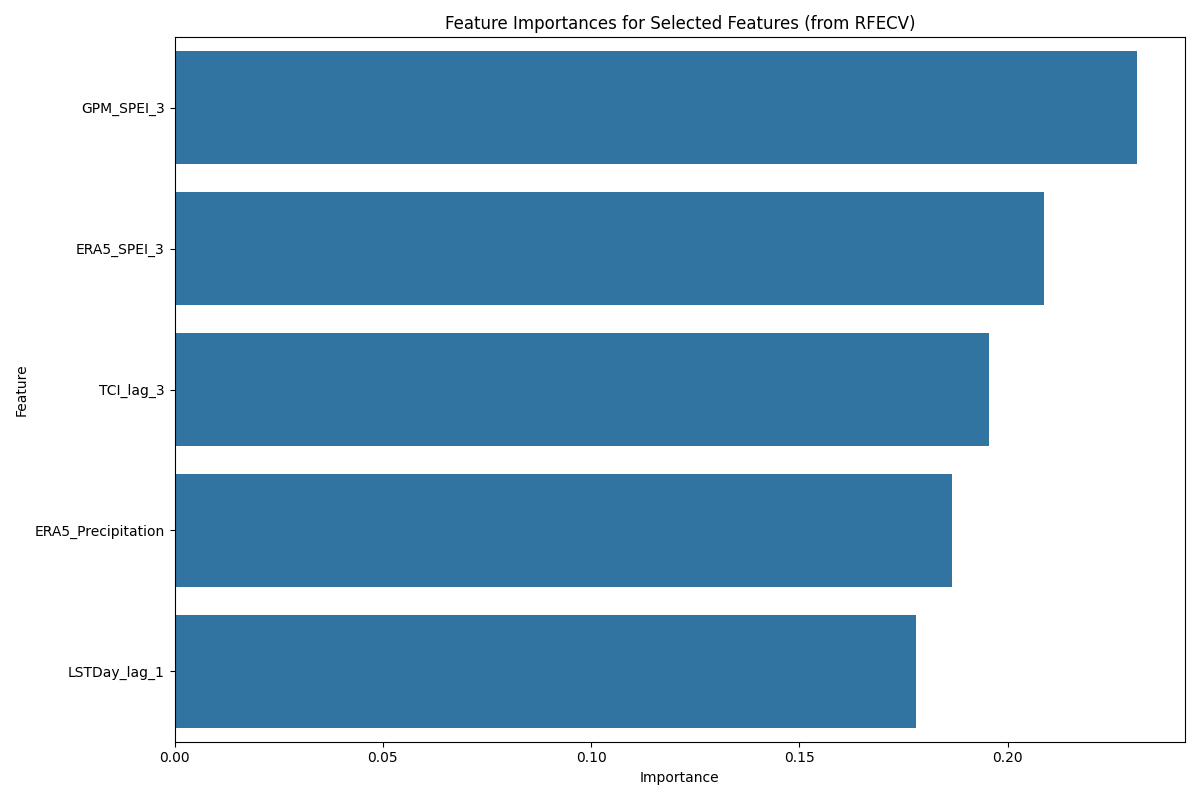 Feature Importances for Selected Features (from RFECV)
Feature
GPM_SPEI_3
ERA5_SPEI_3
TCI_lag_3
ERA5_Precipitation
LSTDay_lag_1
0.00 0.05 0.10 0.15 0.20
Importance